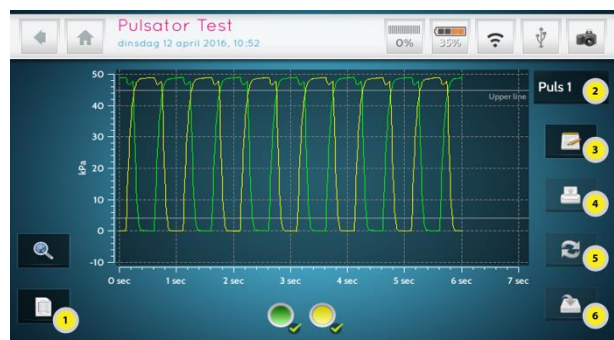 Pulsator Test
dinsdag 12 april 2016, 10:52
0%
35%
Puls 1
2
50
40
30
20
10
0
-10
kPa
Upper line
3
4
5
6
1
0 sec
1 sec
2 sec
3 sec
4 sec
5 sec
6 sec
7 sec